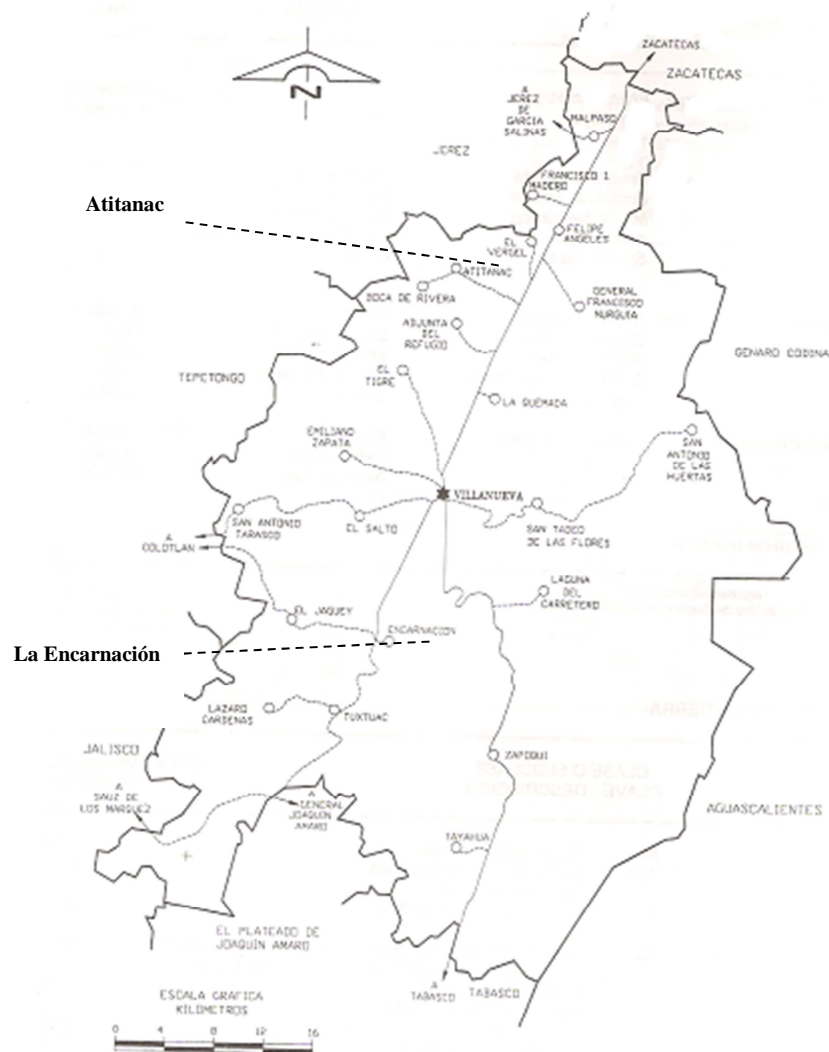 ZACATECAS
ZACATECAS
A
JEREZ
DE
GARCIA
SALINAS
MALPASO
N
JEREZ
FRANCISCO I.
MADERO
Atitanac
FELIPE
ANGELES
EL
VERGEL
ATITANAC
BOCA DE RIVERA
GENERAL
FRANCISCO
MURGUIA
ADJUNTA
DEL
REFUGIO
GENARO CODINA
TEPETONGO
EL
TIGRE
LA QUEMADA
EMILIANO
ZAPATA
SAN
ANTONIO
DE LAS
HUERTAS
VILLANUEVA
SAN ANTONIO
TARASCO
EL SALTO
SAN TADEO
DE LAS FLORES
A
COLOTLAN
LAGUNA
DEL
CARRETERO
EL JAGUEY
ENCARNACION
La Encarnación
LAZARO
CARDENAS
TUXTUAC
JALISCO
ZAPOQUI
A
SAUZ DE
LOS MARQUEZ
A
GENERAL
JOAQUIN
AMARO
AGUASCALIENTES
TAYAHUA
EL PLATEADO DE
JOAQUIN AMARO
A
TABASCO
TABASCO
ESCALA GRAFICA
KILOMETROS
0 4 8 12 16